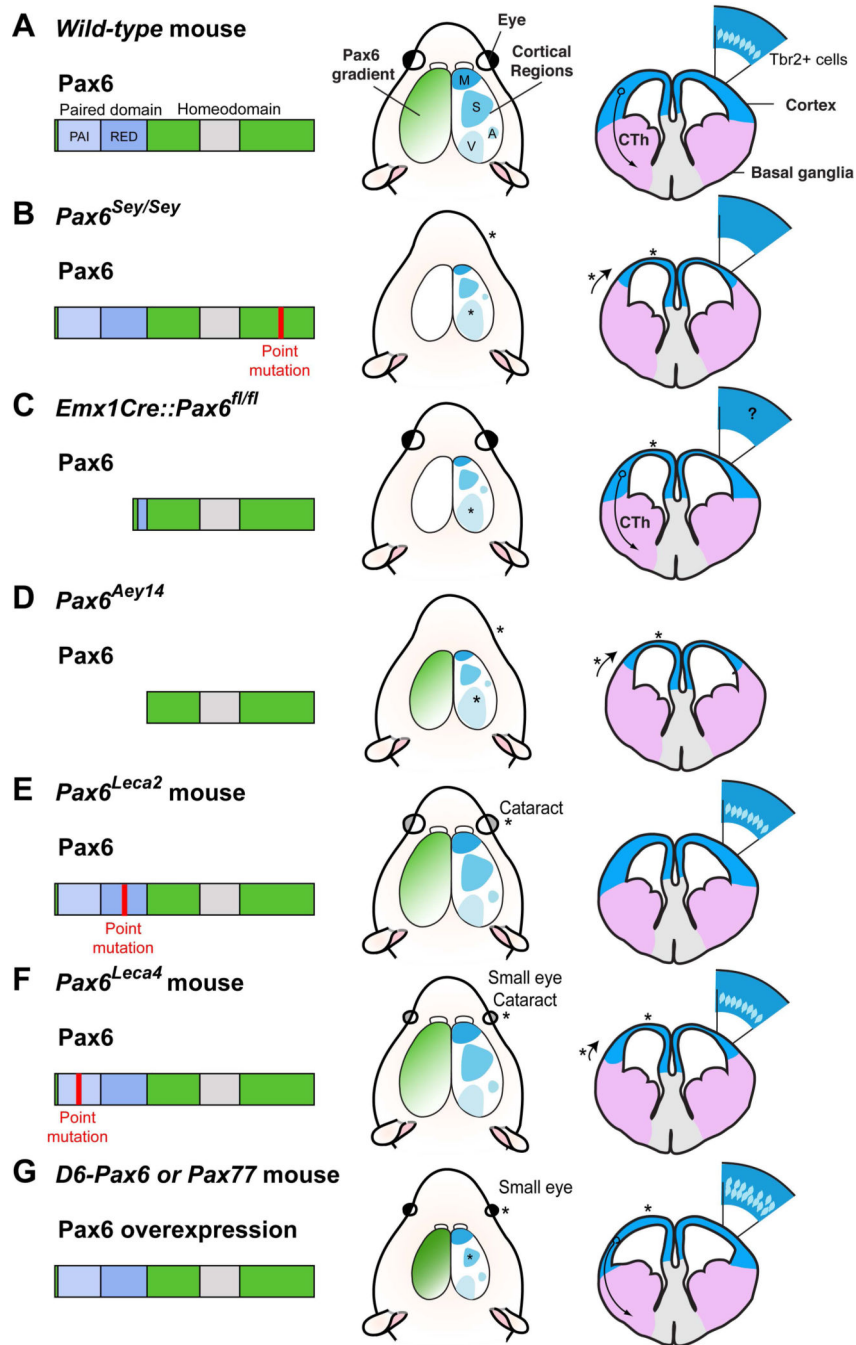 A Wild-type mouse
Pax6
Paired domain Homeodomain
PAI RED
Eye
Pax6 gradient
Cortical Regions
M
S
A
V
Tbr2+ cells
Cortex
CTh
Basal ganglia
B Pax6Sey/Sey
Pax6
Point
mutation
*
*
*
*
C Emx1Cre::Pax6fl/fl
Pax6
*
?
*
CTh
D Pax6Aey14
Pax6
*
*
*
*
E Pax6Leca2 mouse
Pax6
Point
mutation
Cataract
*
F Pax6Leca4 mouse
Pax6
Point
mutation
Small eye
Cataract
*
*
*
G D6-Pax6 or Pax77 mouse
Pax6 overexpression
Small eye
*
*
*